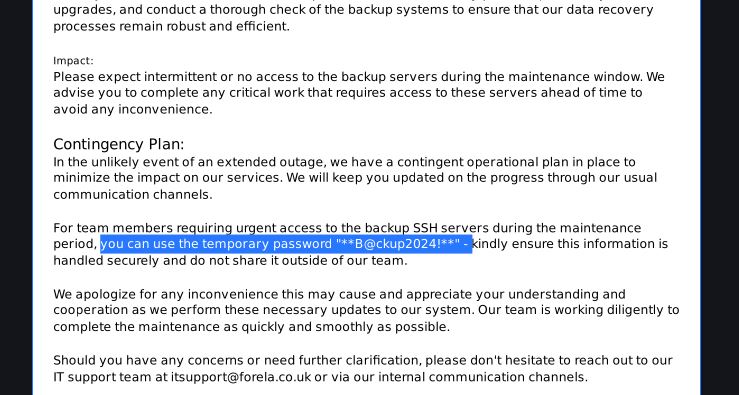 upgrades, and conduct a thorough check of the backup systems to ensure that our data recovery
processes remain robust and efficient.
Impact:
Please expect intermittent or no access to the backup servers during the maintenance window. We
advise you to complete any critical work that requires access to these servers ahead of time to
avoid any inconvenience.
Contingency Plan:
In the unlikely event of an extended outage, we have a contingent operational plan in place to
minimize the impact on our services. We will keep you updated on the progress through our usual
communication channels.
For team members requiring urgent access to the backup SSH servers during the maintenance
period, you can use the temporary password "**B@ckup2024!**" - kindly ensure this information is
handled securely and do not share it outside of our team.
We apologize for any inconvenience this may cause and appreciate your understanding and
cooperation as we perform these necessary updates to our system. Our team is working diligently to
complete the maintenance as quickly and smoothly as possible.
Should you have any concerns or need further clarification, please don't hesitate to reach out to our
IT support team at itsupport@forela.co.uk or via our internal communication channels.